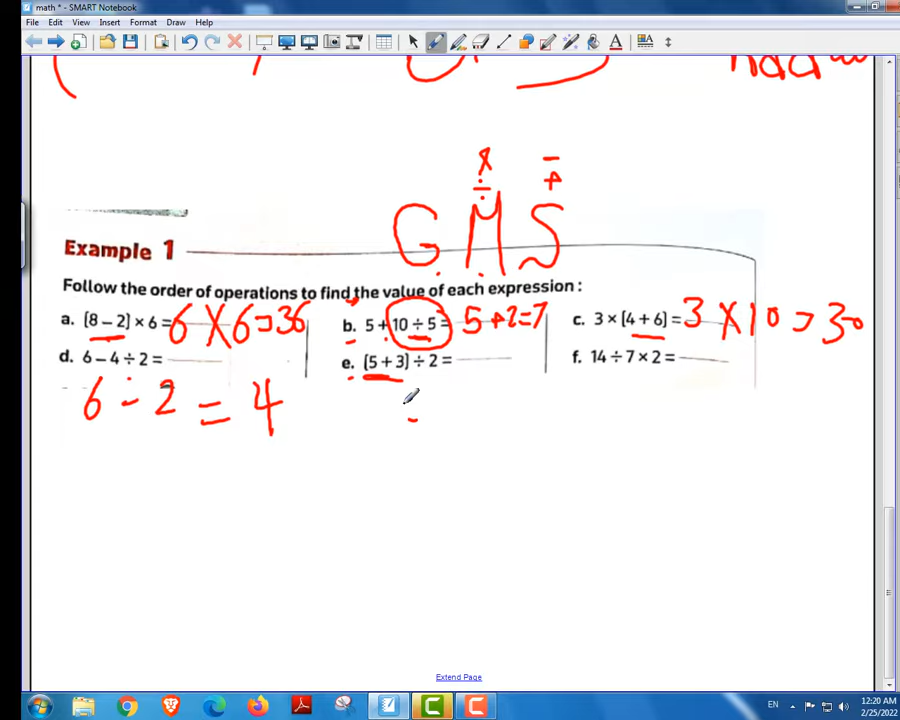 math * - SMART Notebook
File Edit View Insert Format Draw Help
× ÷ − +
G M S
Example 1
Follow the order of operations to find the value of each expression :
a. (8 − 2) × 6 = 6 × 6 = 36
b. 5 + 10 ÷ 5 = 5 + 2 = 7
c. 3 × (4 + 6) = 3 × 10 = 30
d. 6 − 4 ÷ 2 =
e. (5 + 3) ÷ 2 =
f. 14 ÷ 7 × 2 =
6 − 2 = 4
Extend Page
EN
12:20 AM
2/25/2022